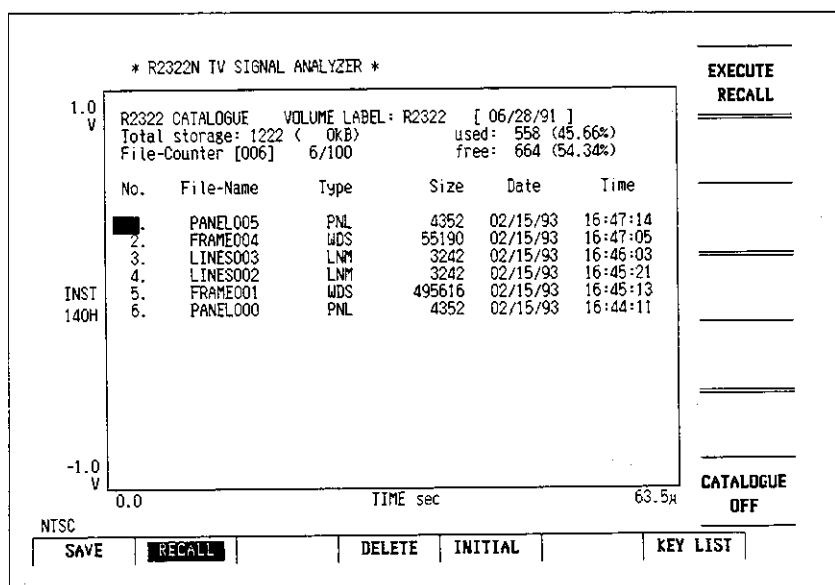 * R2322N TV SIGNAL ANALYZER *
EXECUTE
RECALL
1.0
V
R2322 CATALOGUE VOLUME LABEL: R2322 [ 06/28/91 ]
Total storage: 1222 ( 0kB) used: 558 (45.66%)
File-Counter [006] 6/100 free: 664 (54.34%)
No. File-Name Type Size Date Time
. PANEL005 PNL 4352 02/15/93 16:47:14
2. FRAME004 WDS 55190 02/15/93 16:47:05
3. LINES003 LNM 3242 02/15/93 16:46:03
4. LINES002 LNM 3242 02/15/93 16:45:21
5. FRAME001 WDS 495616 02/15/93 16:45:13
6. PANEL000 PNL 4352 02/15/93 16:44:11
INST
140H
-1.0
V
0.0 TIME sec 63.5µ
CATALOGUE
OFF
NTSC
SAVE RECALL DELETE INITIAL KEY LIST